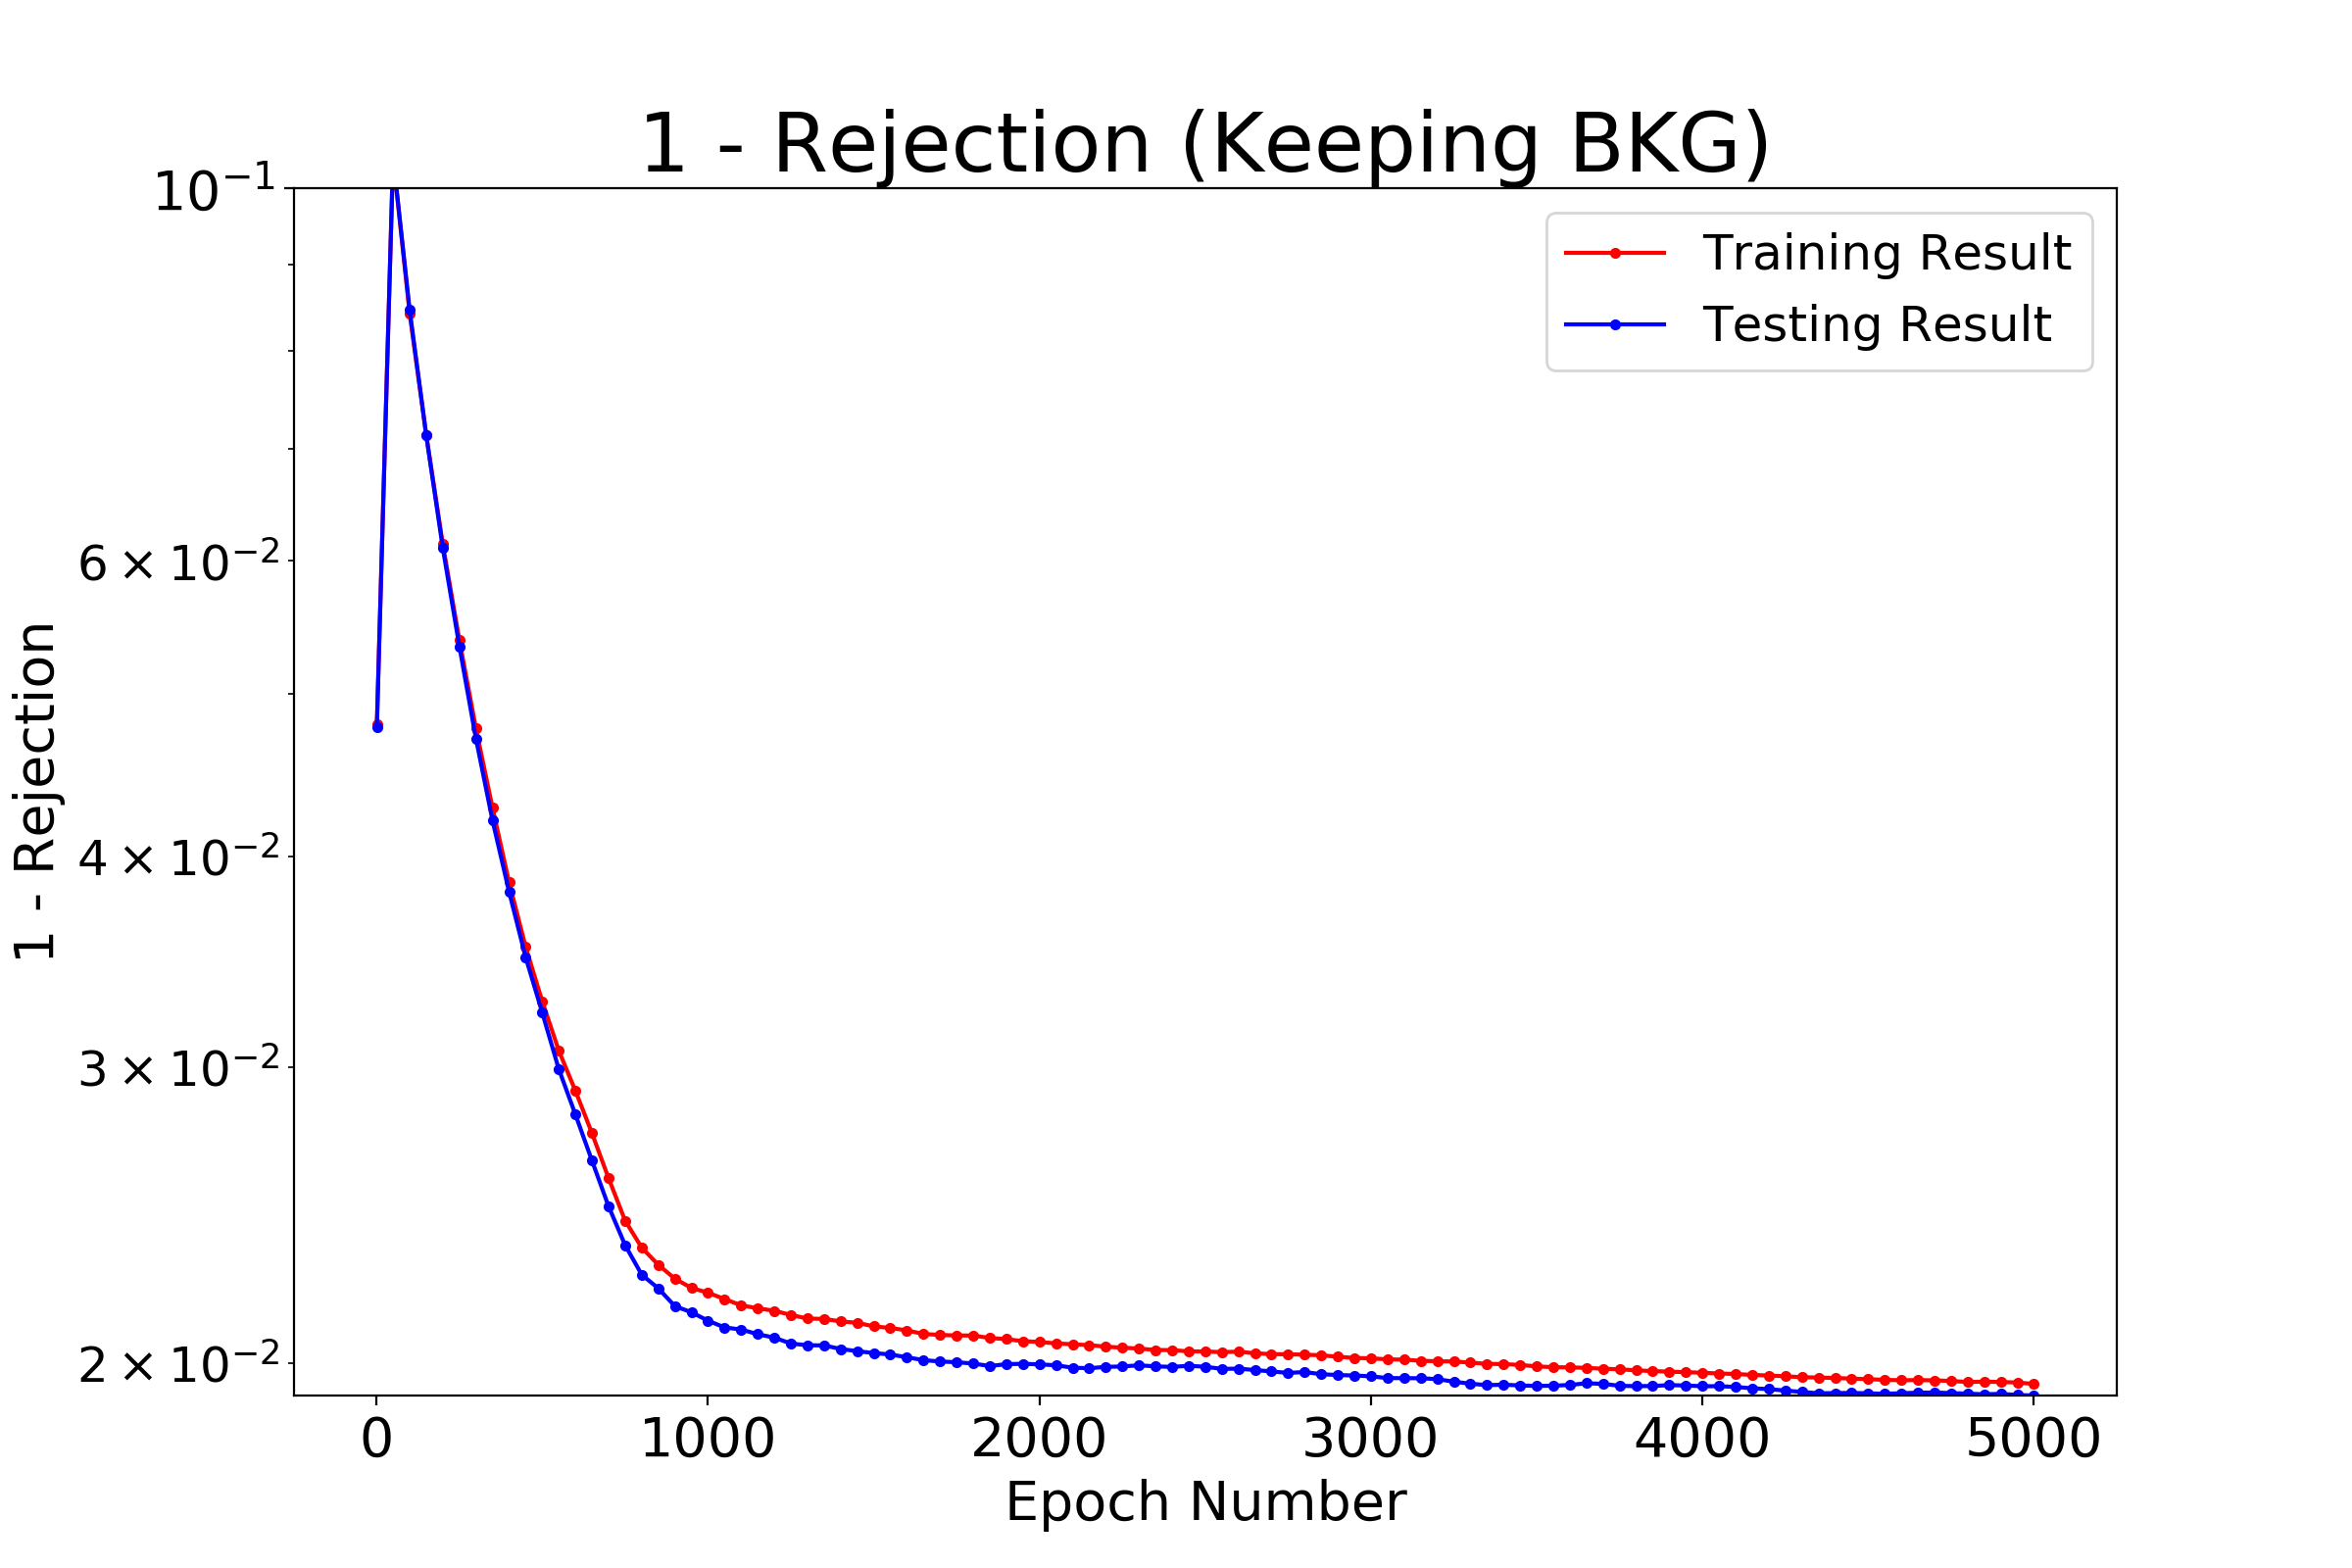 1 - Rejection (Keeping BKG)
10⁻¹
6 × 10⁻²
4 × 10⁻²
3 × 10⁻²
2 × 10⁻²
1 - Rejection
Training Result
Testing Result
0 1000 2000 3000 4000 5000
Epoch Number